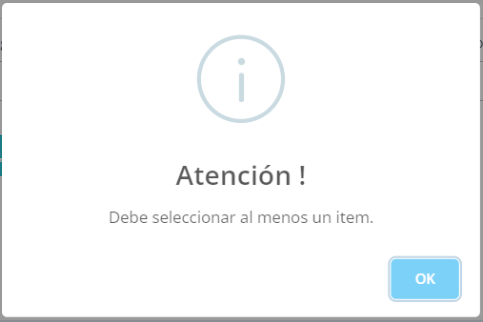 Atención !
Debe seleccionar al menos un item.
OK